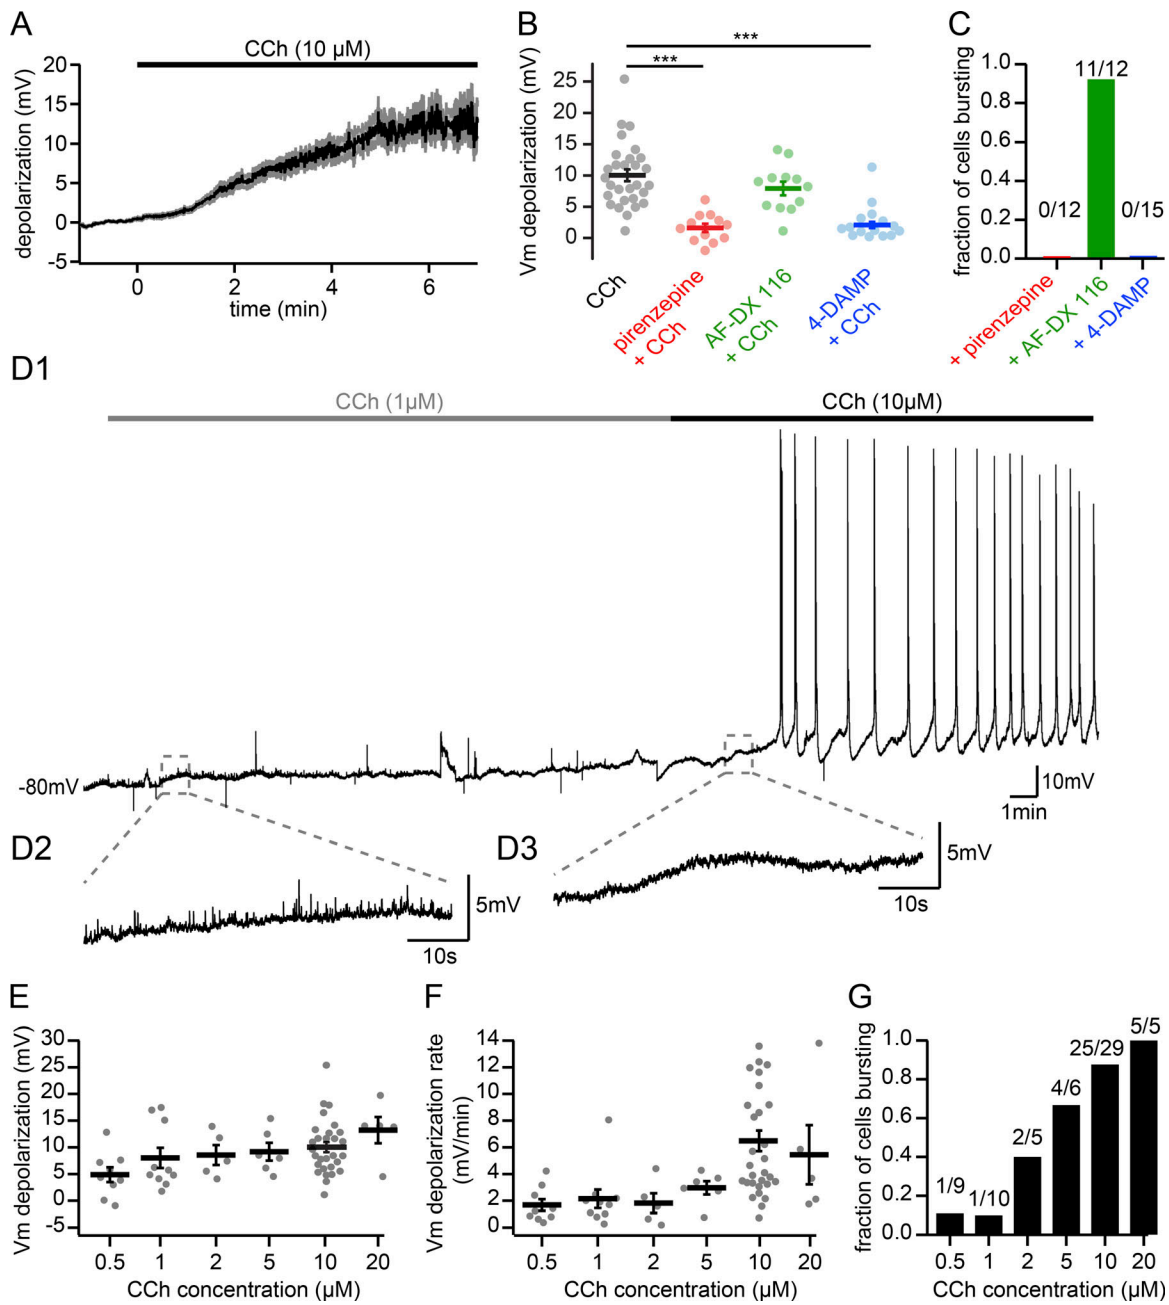 A
CCh (10 µM)
depolarization (mV)
20
15
10
5
0
-5
0
2
4
6
time (min)
B
***
***
Vm depolarization (mV)
25
20
15
10
5
0
CCh
pirenzepine
+ CCh
AF-DX 116
+ CCh
4-DAMP
+ CCh
C
fraction of cells bursting
1.0
0.8
0.6
0.4
0.2
0.0
0/12
11/12
0/15
+ pirenzepine
+ AF-DX 116
+ 4-DAMP
D1
CCh (1µM)
CCh (10µM)
-80mV
10mV
1min
D2
5mV
10s
D3
5mV
10s
E
Vm depolarization (mV)
30
25
20
15
10
5
0
-5
0.5
1
2
5
10
20
CCh concentration (µM)
F
Vm depolarization rate
(mV/min)
14
12
10
8
6
4
2
0
0.5
1
2
5
10
20
CCh concentration (µM)
G
fraction of cells bursting
1.0
0.8
0.6
0.4
0.2
0.0
1/9
1/10
2/5
4/6
25/29
5/5
0.5
1
2
5
10
20
CCh concentration (µM)